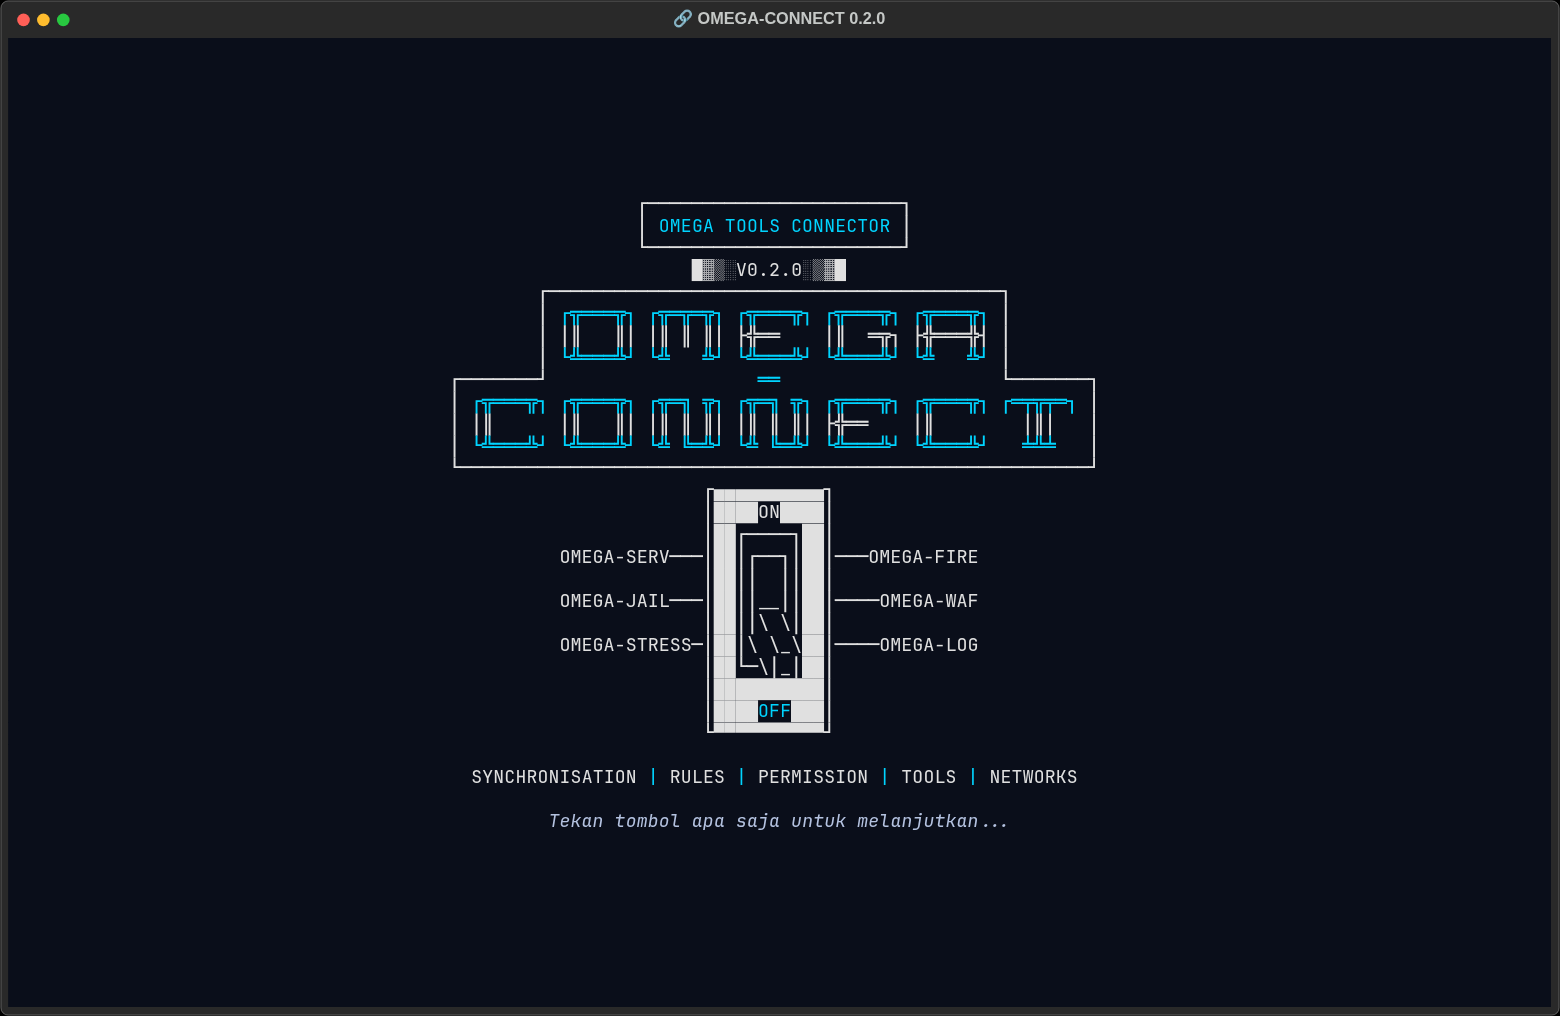 🔗 OMEGA-CONNECT 0.2.0
OMEGA TOOLS CONNECTOR
V0.2.0
OMEGA
-
CONNECT
ON
OMEGA-SERV OMEGA-FIRE
OMEGA-JAIL OMEGA-WAF
OMEGA-STRESS OMEGA-LOG
OFF
SYNCHRONISATION | RULES | PERMISSION | TOOLS | NETWORKS
Tekan tombol apa saja untuk melanjutkan...